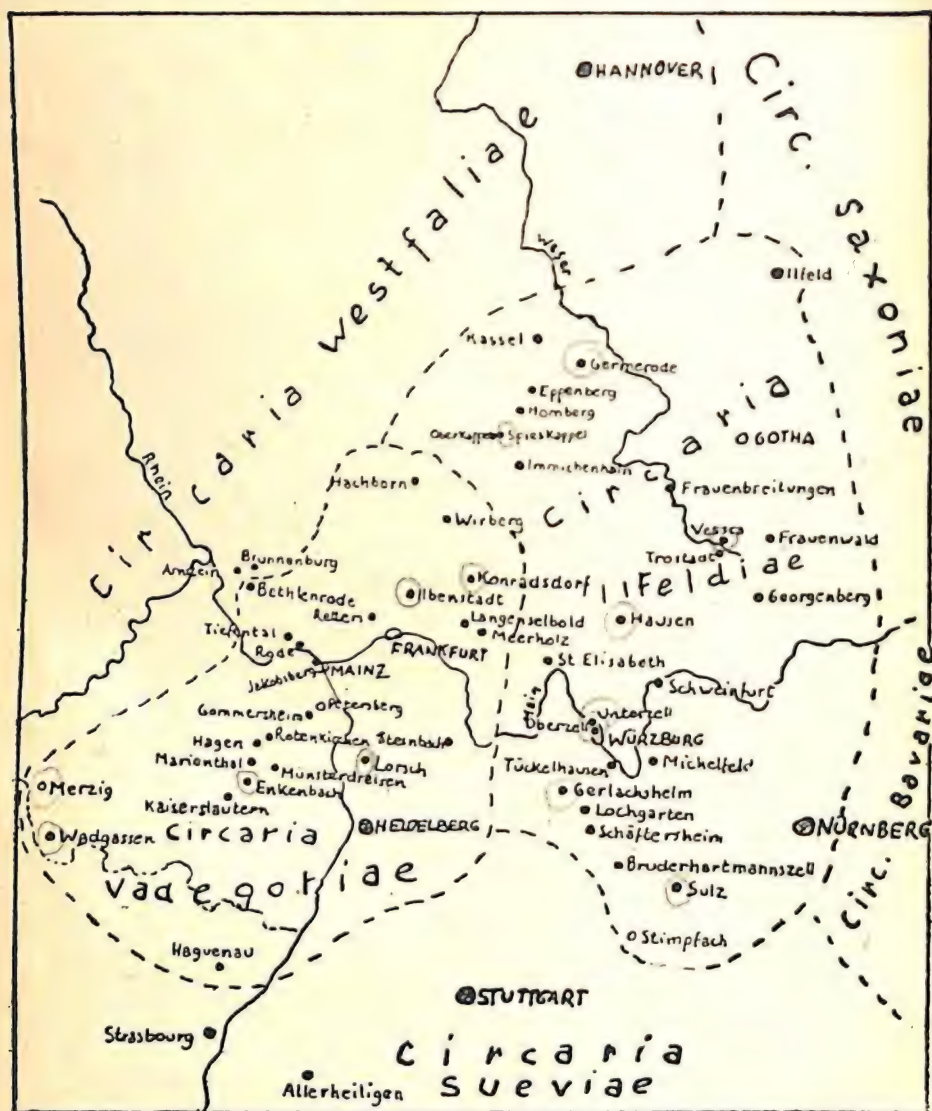 HANNOVER
Circ. Saxoniae
Circaria Westfaliae
Weser
Ilfeld
Kassel
Germerode
Eppenberg
Homberg
Oberkappel
Spieskappel
GOTHA
Immichenhain
Rhein
Hachborn
Frauenbreitungen
Circaria Ilfeldiae
Wirberg
Vessra
Frauenwald
Trostadt
Brunnenburg
Arnstein
Konradsdorf
Bethlenrode
Ilbenstadt
Georgenberg
Retters
Langenselbold
Hausen
Meerholz
Tiefental
Rode
FRANKFURT
St Elisabeth
Jakobsberg
MAINZ
Schweinfurt
Main
Petersberg
Gommersheim
Unterzell
Oberzell
WÜRZBURG
Rotenkirchen
Steinbach
Hagen
Marienthal
Lorsch
Michelfeld
Münsterdreisen
Tückelhausen
Merzig
Enkenbach
Gerlachsheim
Kaiserslautern
Lochgarten
Wadgassen
HEIDELBERG
Schäftersheim
NÜRNBERG
Circaria Vadegotiae
Circ. Bavariae
Bruderhartmannszell
Sulz
Stimpfach
Haguenau
STUTTGART
Strasbourg
Circaria
Sueviae
Allerheiligen